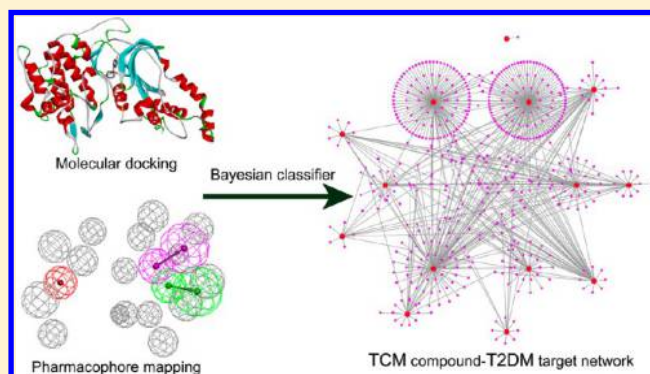 Molecular docking
Bayesian classifier
Pharmacophore mapping
TCM compound-T2DM target network